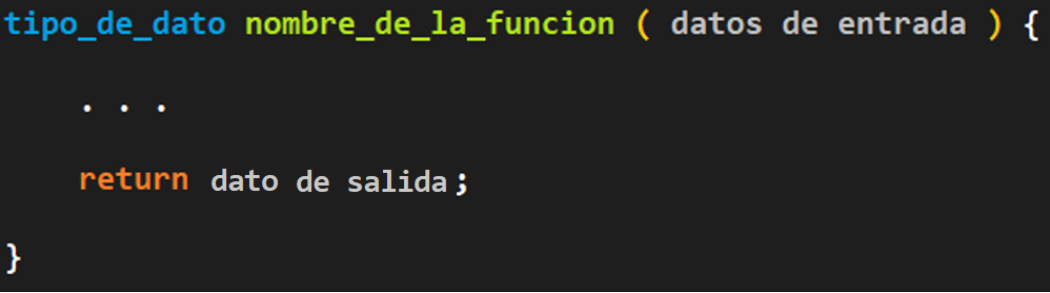 tipo_de_dato nombre_de_la_funcion ( datos de entrada ) {
. . .
return dato de salida;
}